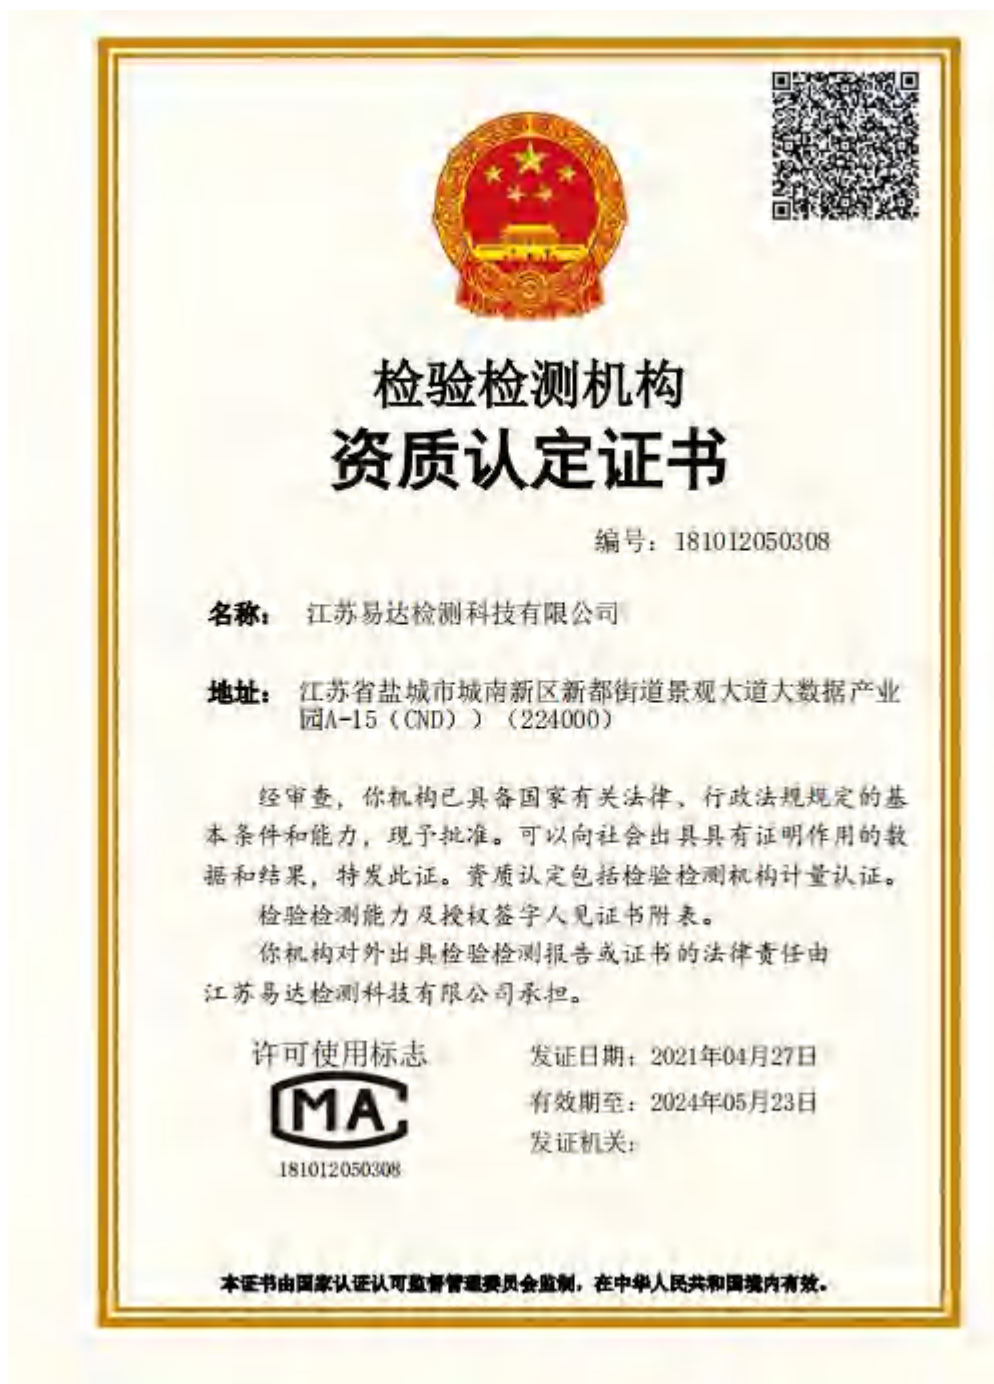 检验检测机构
资质认定证书
编号：181012050308
名称： 江苏易达检测科技有限公司
地址： 江苏省盐城市城南新区新都街道景观大道大数据产业
园A-15（CND））（224000）
经审查，你机构已具备国家有关法律、行政法规规定的基
本条件和能力，现予批准。可以向社会出具具有证明作用的数
据和结果，特发此证。资质认定包括检验检测机构计量认证。
检验检测能力及授权签字人见证书附表。
你机构对外出具检验检测报告或证书的法律责任由
江苏易达检测科技有限公司承担。
许可使用标志
MA
181012050308
发证日期：2021年04月27日
有效期至：2024年05月23日
发证机关：
本证书由国家认证认可监督管理委员会监制，在中华人民共和国境内有效。